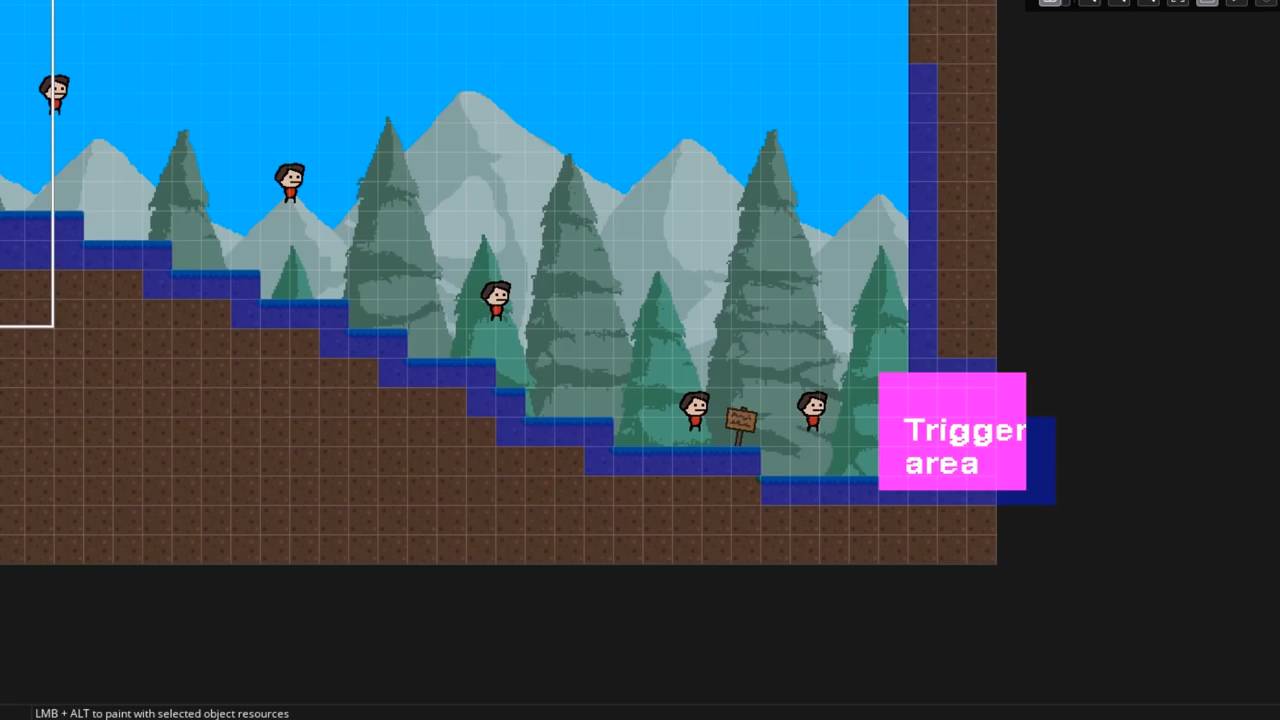 Trigger
area
LMB + ALT to paint with selected object resources